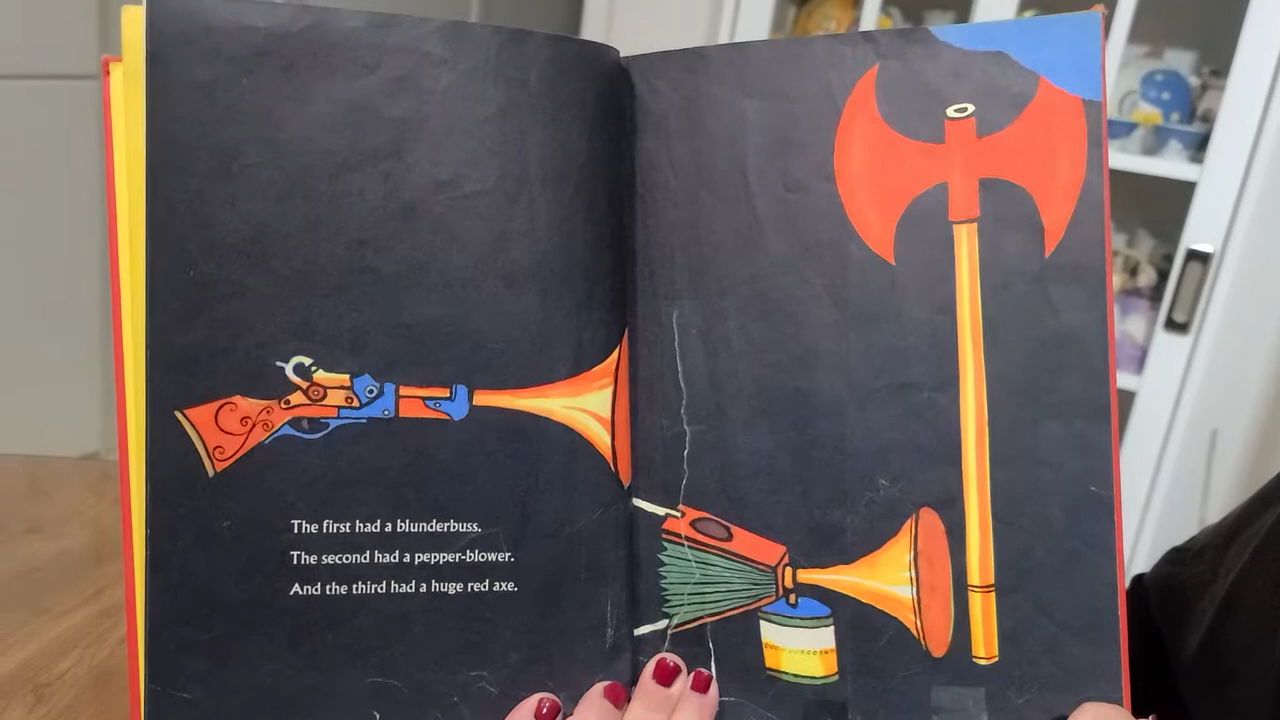 The first had a blunderbuss.
The second had a pepper-blower.
And the third had a huge red axe.